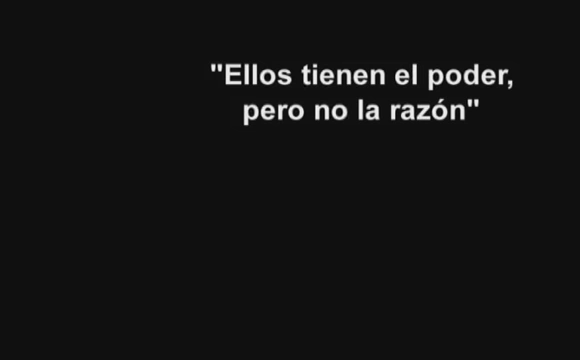 "Ellos tienen el poder,
pero no la razón"